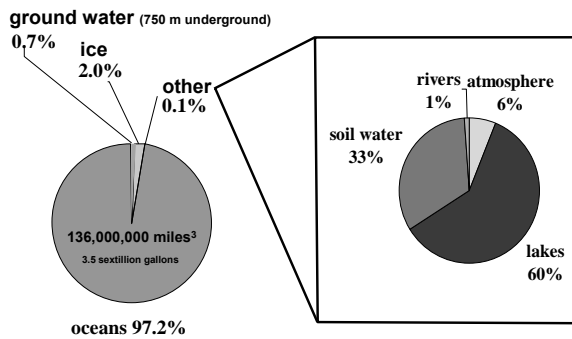 ground water (750 m underground)
0.7%
ice
2.0%
other
0.1%
136,000,000 miles³
3.5 sextillion gallons
oceans 97.2%
rivers
1%
atmosphere
6%
soil water
33%
lakes
60%